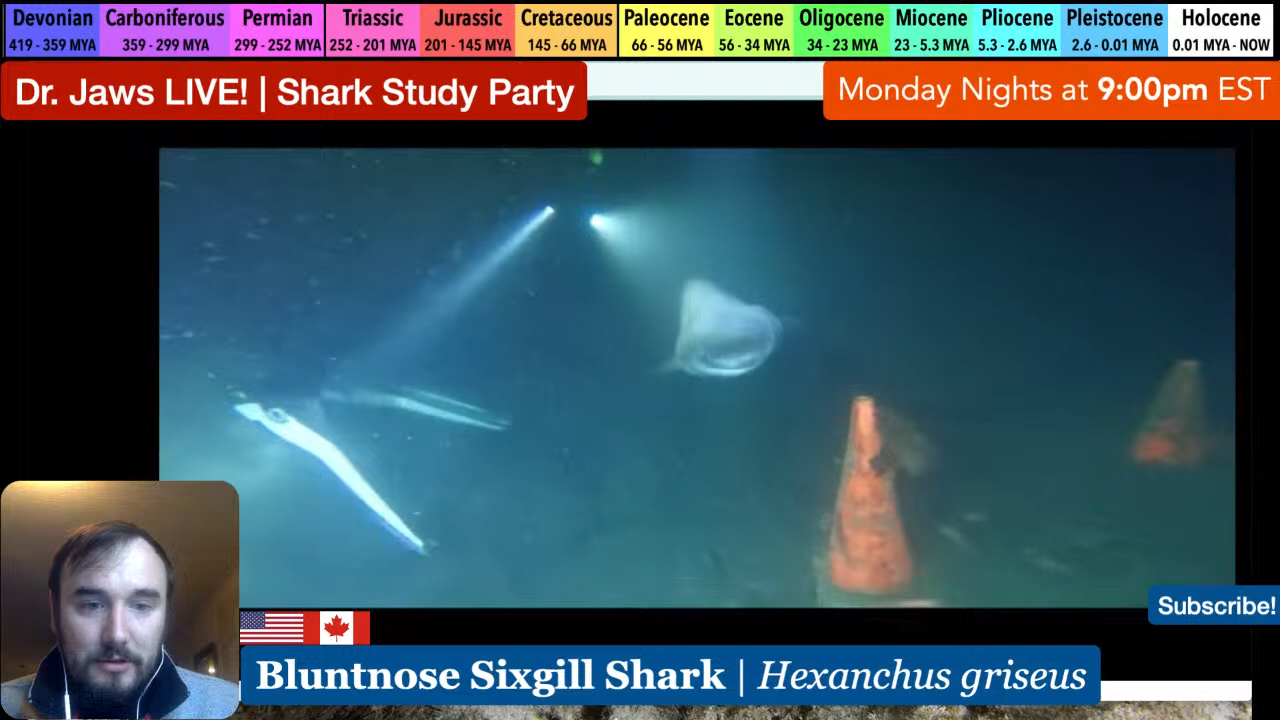 Devonian Carboniferous Permian Triassic Jurassic Cretaceous Paleocene Eocene Oligocene Miocene Pliocene Pleistocene Holocene
419 - 359 MYA 359 - 299 MYA 299 - 252 MYA 252 - 201 MYA 201 - 145 MYA 145 - 66 MYA 66 - 56 MYA 56 - 34 MYA 34 - 23 MYA 23 - 5.3 MYA 5.3 - 2.6 MYA 2.6 - 0.01 MYA 0.01 MYA - NOW
Dr. Jaws LIVE! | Shark Study Party
Monday Nights at 9:00pm EST
Subscribe!
Bluntnose Sixgill Shark | Hexanchus griseus